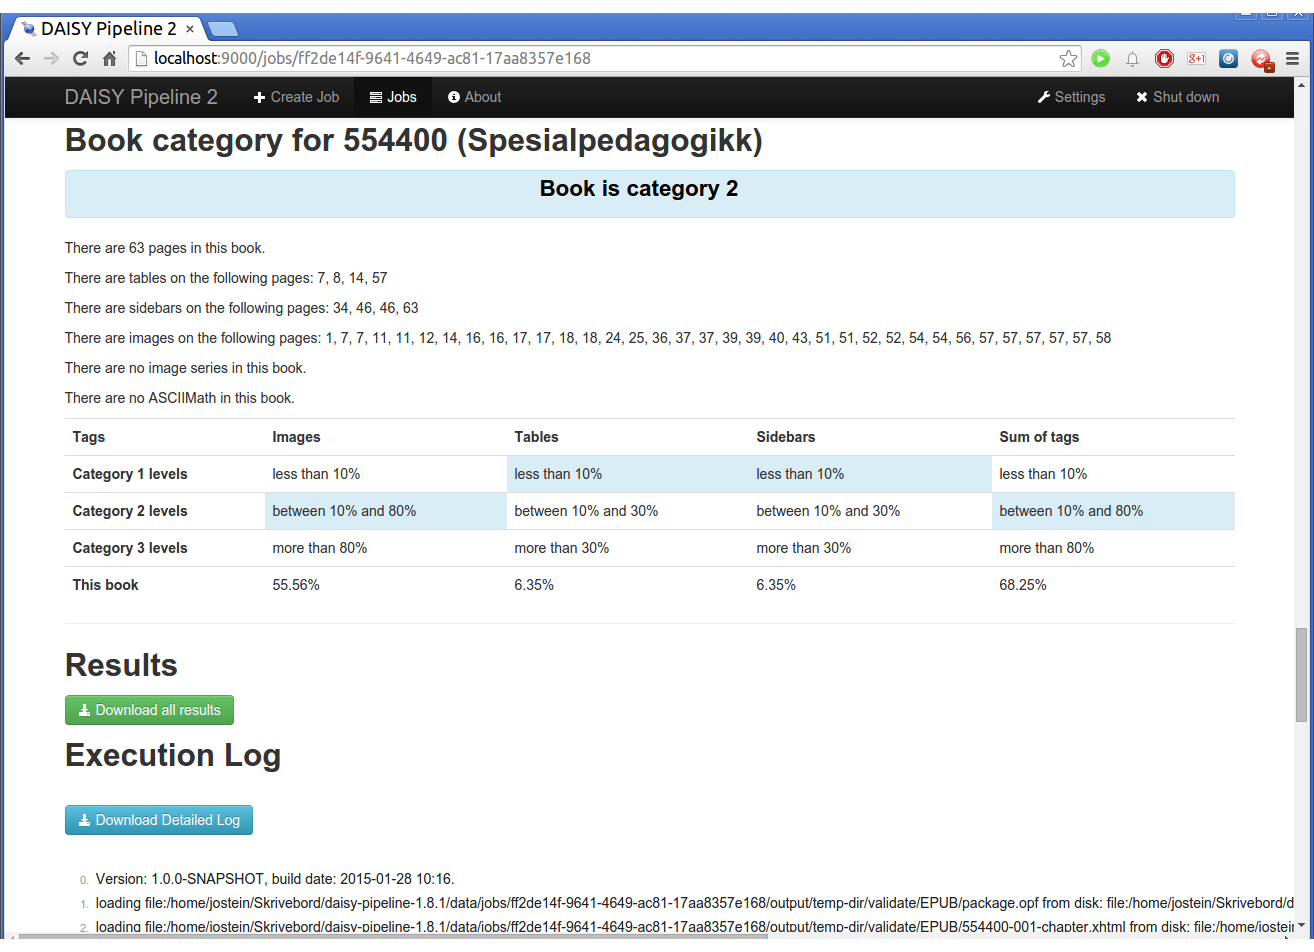 DAISY Pipeline 2 ×
localhost:9000/jobs/ff2de14f-9641-4649-ac81-17aa8357e168
DAISY Pipeline 2 Create Job Jobs About Settings Shut down
Book category for 554400 (Spesialpedagogikk)
Book is category 2
There are 63 pages in this book.
There are tables on the following pages: 7, 8, 14, 57
There are sidebars on the following pages: 34, 46, 46, 63
There are images on the following pages: 1, 7, 7, 11, 11, 12, 14, 16, 16, 17, 17, 18, 18, 24, 25, 36, 37, 37, 39, 39, 40, 43, 51, 51, 52, 52, 54, 54, 56, 57, 57, 57, 57, 57, 58
There are no image series in this book.
There are no ASCIIMath in this book.
Tags Images Tables Sidebars Sum of tags
Category 1 levels less than 10% less than 10% less than 10% less than 10%
Category 2 levels between 10% and 80% between 10% and 30% between 10% and 30% between 10% and 80%
Category 3 levels more than 80% more than 30% more than 30% more than 80%
This book 55.56% 6.35% 6.35% 68.25%
Results
Download all results
Execution Log
Download Detailed Log
0. Version: 1.0.0-SNAPSHOT, build date: 2015-01-28 10:16.
1. loading file:/home/jostein/Skrivebord/daisy-pipeline-1.8.1/data/jobs/ff2de14f-9641-4649-ac81-17aa8357e168/output/temp-dir/validate/EPUB/package.opf from disk: file:/home/jostein/Skrivebord/d
2. loading file:/home/jostein/Skrivebord/daisy-pipeline-1.8.1/data/jobs/ff2de14f-9641-4649-ac81-17aa8357e168/output/temp-dir/validate/EPUB/554400-001-chapter.xhtml from disk: file:/home/jostei